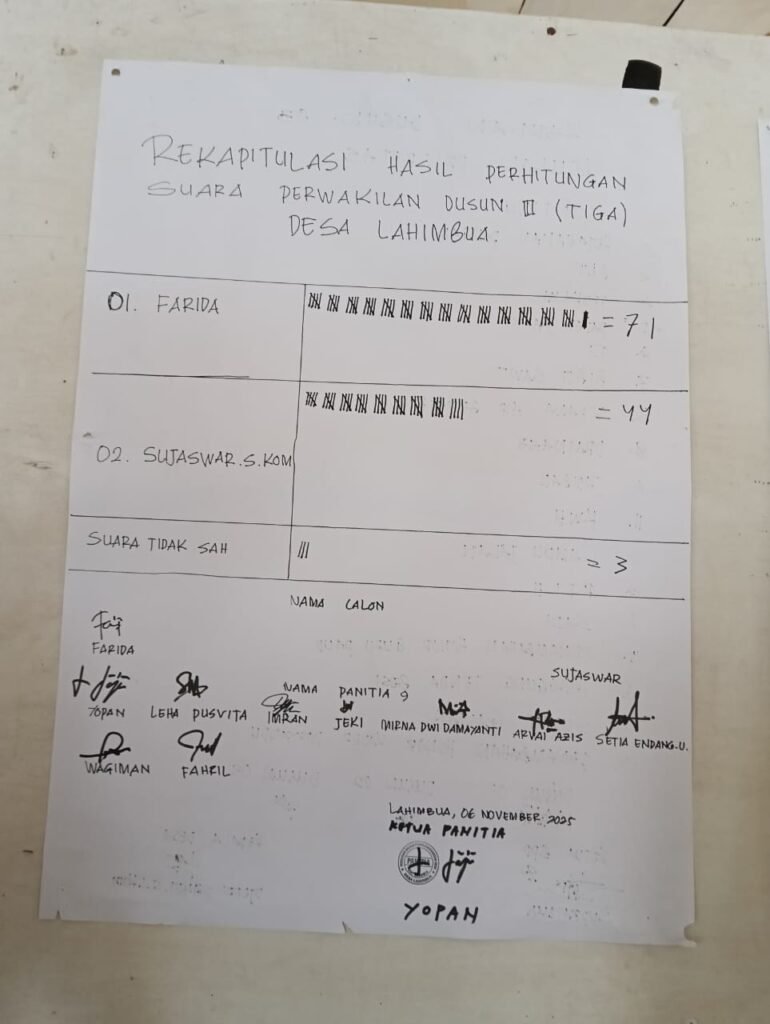 REKAPITULASI HASIL PERHITUNGAN
SUARA PERWAKILAN DUSUN III (TIGA)
DESA LAHIMBUA.
01. FARIDA = 71
02. SUJASWAR.S.KOM = 44
SUARA TIDAK SAH = 3
NAMA CALON
FARIDA
SUJASWAR
NAMA PANITIA 9
YOPAN LEHA PUSVITA IMRAN JEKI MIRNA DWI DAMAYANTI ARVAI AZIS SETIA ENDANG.U.
WAGIMAN FAHRIL
LAHIMBUA, 06 NOVEMBER 2025
KETUA PANITIA
YOPAN